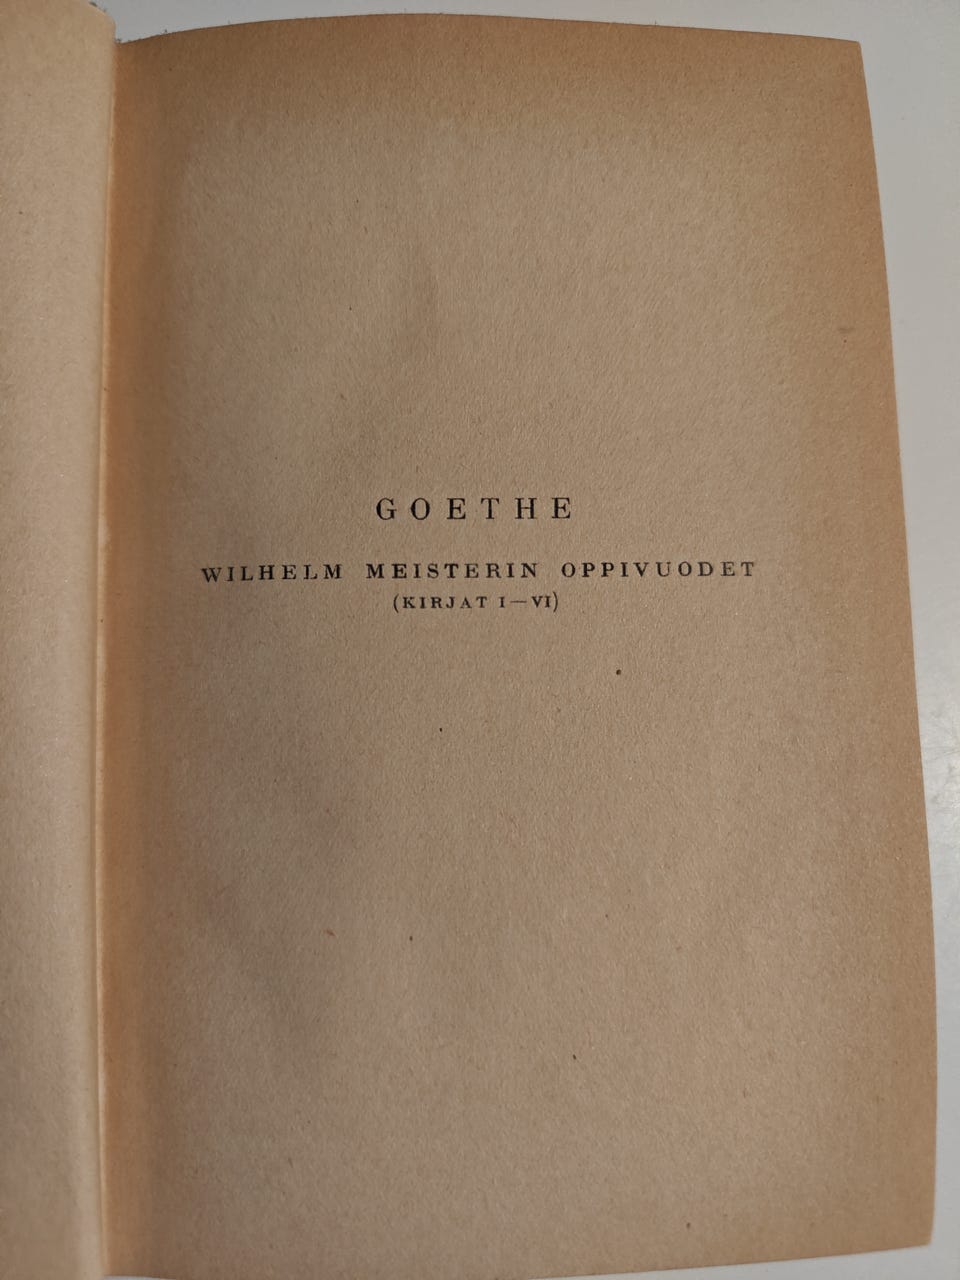 GOETHE
WILHELM MEISTERIN OPPIVUODET
(KIRJAT I—VI)